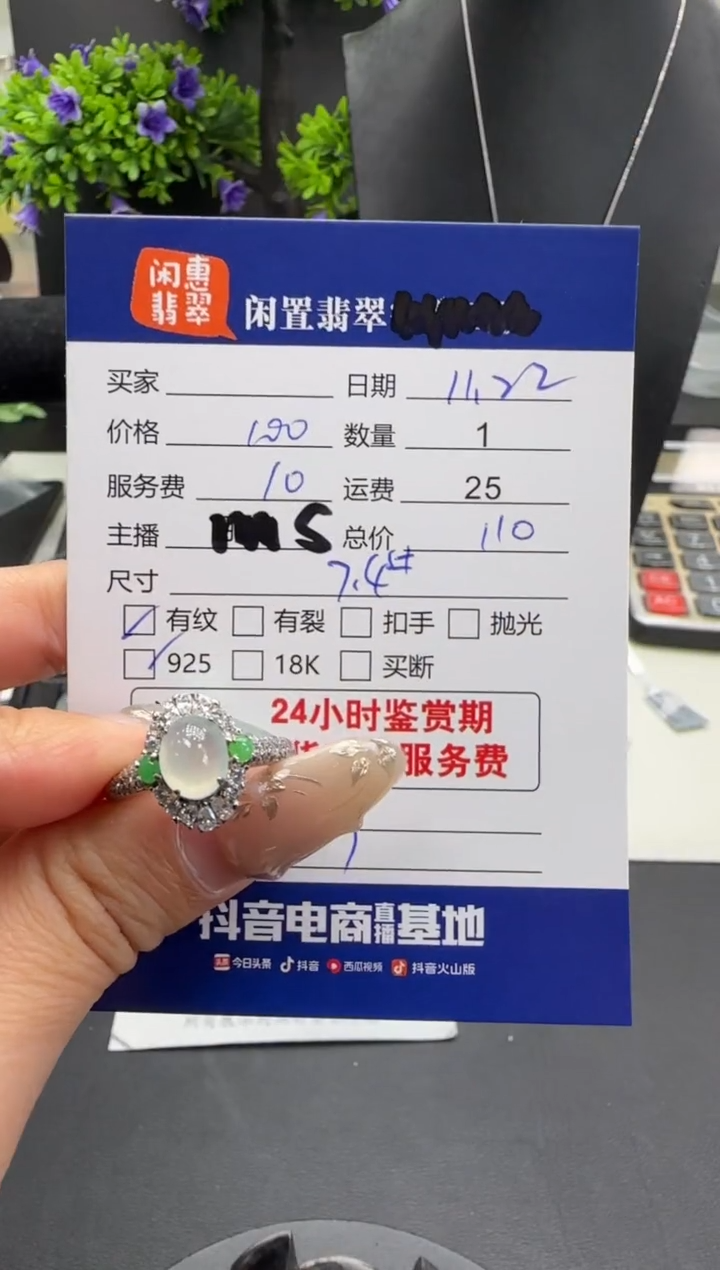 闲惠
翡翠
闲置翡翠
买家 日期 11.22
价格 100 数量 1
服务费 10 运费 25
主播 s 总价 110
尺寸 7.4#
有纹 有裂 扣手 抛光
925 18K 买断
24小时鉴赏期
服务费
抖音电商直播基地
头条 今日头条 抖音 西瓜视频 抖音火山版